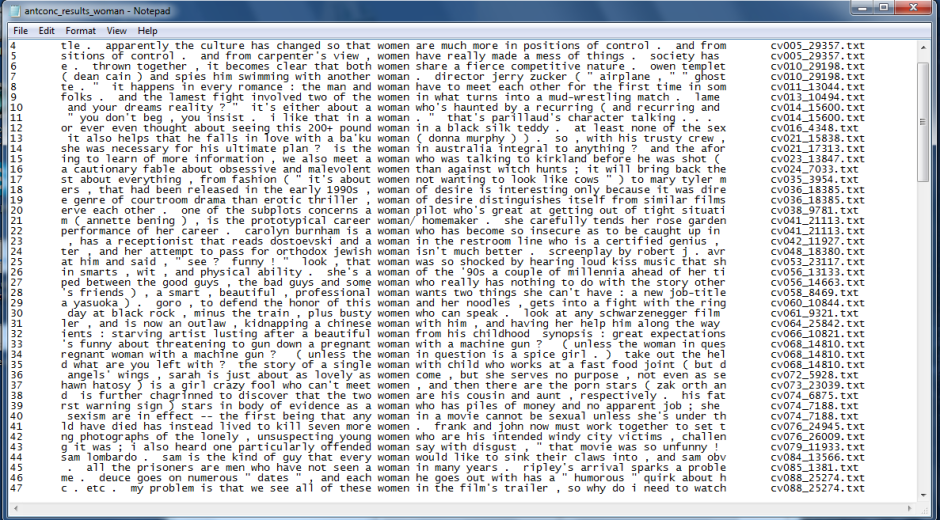 antconc_results_woman - Notepad
File Edit Format View Help
4 tle . apparently the culture has changed so that women are much more in positions of control . and from cv005_29357.txt
5 sitions of control . and from carpenter's view , women have really made a mess of things . society has cv005_29357.txt
6 e . thrown together , it becomes clear that both women share a fierce competitive nature . owen templet cv010_29198.txt
7 ( dean cain ) and spies him swimming with another woman . director jerry zucker ( " airplane , " " ghost cv010_29198.txt
8 te . " it happens in every romance : the man and woman have to meet each other for the first time in som cv011_13044.txt
9 folks . and the lamest fight involved two of the women in what turns into a mud-wrestling match . lame cv013_10494.txt
10 and your dreams reality ? " it's either about a woman who's haunted by a recurring ( and recurring and cv014_15600.txt
11 " you don't beg , you insist . i like that in a woman . " that's parillaud's character talking . . . cv014_15600.txt
12 or ever even thought about seeing this 200+ pound woman in a black silk teddy . at least none of the sex cv016_4348.txt
13 it also helps that he falls in love with a ba'ku woman ( donna murphy ) ) . so , with his trusty crew , cv021_15838.txt
14 she was necessary for his ultimate plan ? is the woman in australia integral to anything ? and the afor cv021_17313.txt
15 ing to learn of more information , we also meet a woman who was talking to kirkland before he was shot ( cv023_13847.txt
16 a cautionary fable about obsessive and malevolent women than against witch hunts ; it will bring back the cv024_7033.txt
17 st about everything , from fashion ( " it's about women not wanting to look like cows " ) to mary tyler m cv035_3954.txt
18 ers , that had been released in the early 1990s , woman of desire is interesting only because it was dire cv036_18385.txt
19 e genre of courtroom drama than erotic thriller , woman of desire distinguishes itself from similar films cv036_18385.txt
20 erve each other . one of the subplots concerns a woman pilot who's great at getting out of tight situati cv038_9781.txt
21 m ( annette bening ) , is the prototypical career woman/ homemaker . she carefully tends her rose garden cv041_21113.txt
22 performance of her career . carolyn burnham is a woman who has become so insecure as to be caught up in cv041_21113.txt
23 , has a receptionist that reads dostoevski and a woman in the restroom line who is a certified genius , cv042_11927.txt
24 ter , and her attempt to pass for orthodox jewish woman isn't much better . screenplay by robert j . avr cv048_18380.txt
25 at him and said , " see ? funny ! " look , that woman was so shocked by hearing loud kiss music that sh cv053_23117.txt
26 in smarts , wit , and physical ability . she's a woman of the '90s a couple of millennia ahead of her ti cv056_13133.txt
27 ped between the good guys , the bad guys and some woman who really has nothing to do with the story other cv056_14663.txt
28 's friends ) , a smart , beautiful , professional woman wants two things she can't have : a new job-title cv058_8469.txt
29 a yasuoka ) . goro , to defend the honor of this woman and her noodles , gets into a fight with the ring cv060_10844.txt
30 day at black rock , minus the train , plus busty women who can speak . look at any schwarzenegger film cv061_9321.txt
31 ler , and is now an outlaw , kidnapping a chinese woman with him , and having her help him along the way cv064_25842.txt
32 ients : starving artist lusting after a beautiful woman from his childhood synopsis : great expectations cv066_10821.txt
33 's funny about threatening to gun down a pregnant woman with a machine gun ? ( unless the woman in ques cv068_14810.txt
34 regnant woman with a machine gun ? ( unless the woman in question is a spice girl . ) take out the hel cv068_14810.txt
35 d what are you left with ? the story of a single woman with child who works at a fast food joint ( but d cv068_14810.txt
36 angels' wings , sarah is just about as lovely as women come , but she serves no purpose , not even as se cv072_5928.txt
37 hawn hatosy ) is a girl crazy fool who can't meet women , and then there are the porn stars ( zak orth an cv073_23039.txt
38 d is further chagrinned to discover that the two women are his cousin and aunt , respectively . his fat cv074_6875.txt
39 rst warning sign ) stars in body of evidence as a woman who has piles of money and no apparent job ; she cv074_7188.txt
40 sexism are in effect -- the first being that any woman in a movie cannot be sexual unless she's under th cv074_7188.txt
41 ld have died has instead lived to kill seven more women . frank and john now must work together to set t cv076_24945.txt
42 ng photographs of the lonely , unsuspecting young women who are his intended windy city victims , challen cv076_26009.txt
43 g it was ; i also heard one particularly offended woman say with disgust , " that movie was so unfunny ! cv079_11933.txt
44 sam lombardo . sam is the kind of guy that every woman would like to sink their claws into , and sam obv cv084_13566.txt
45 . all the prisoners are men who have not seen a woman in many years . ripley's arrival sparks a proble cv085_1381.txt
46 me . deuce goes on numerous " dates " , and each woman he goes out with has a " humorous " quirk about h cv088_25274.txt
47 c . etc . my problem is that we see all of these women in the film's trailer , so why do i need to watch cv088_25274.txt